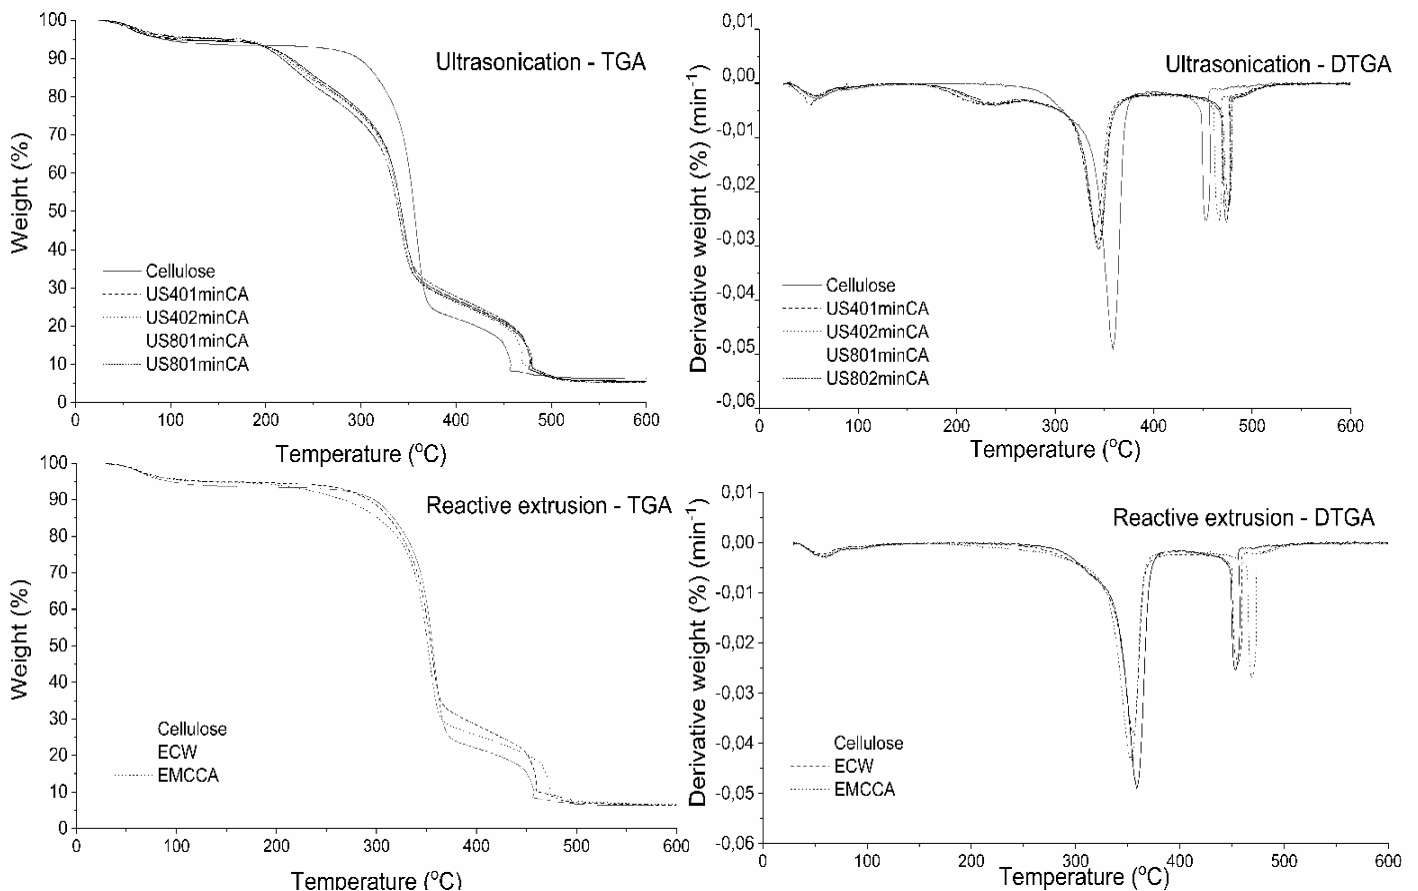 Ultrasonication - TGA
Weight (%)
100
90
80
70
60
50
40
30
20
10
0
Cellulose
US401minCA
US402minCA
US801minCA
US801minCA
0
100
200
300
400
500
600
Temperature (°C)
Ultrasonication - DTGA
Derivative weight (%) (min-1)
0,01
0,00
-0,01
-0,02
-0,03
-0,04
-0,05
-0,06
Cellulose
US401minCA
US402minCA
US801minCA
US802minCA
0
100
200
300
400
500
600
Temperature (°C)
Reactive extrusion - TGA
Weight (%)
100
90
80
70
60
50
40
30
20
10
0
Cellulose
ECW
EMCCA
0
100
200
300
400
500
600
Temperature (°C)
Reactive extrusion - DTGA
Derivative weight (%) (min-1)
0,01
0,00
-0,01
-0,02
-0,03
-0,04
-0,05
-0,06
Cellulose
ECW
EMCCA
0
100
200
300
400
500
600
Temperature (°C)